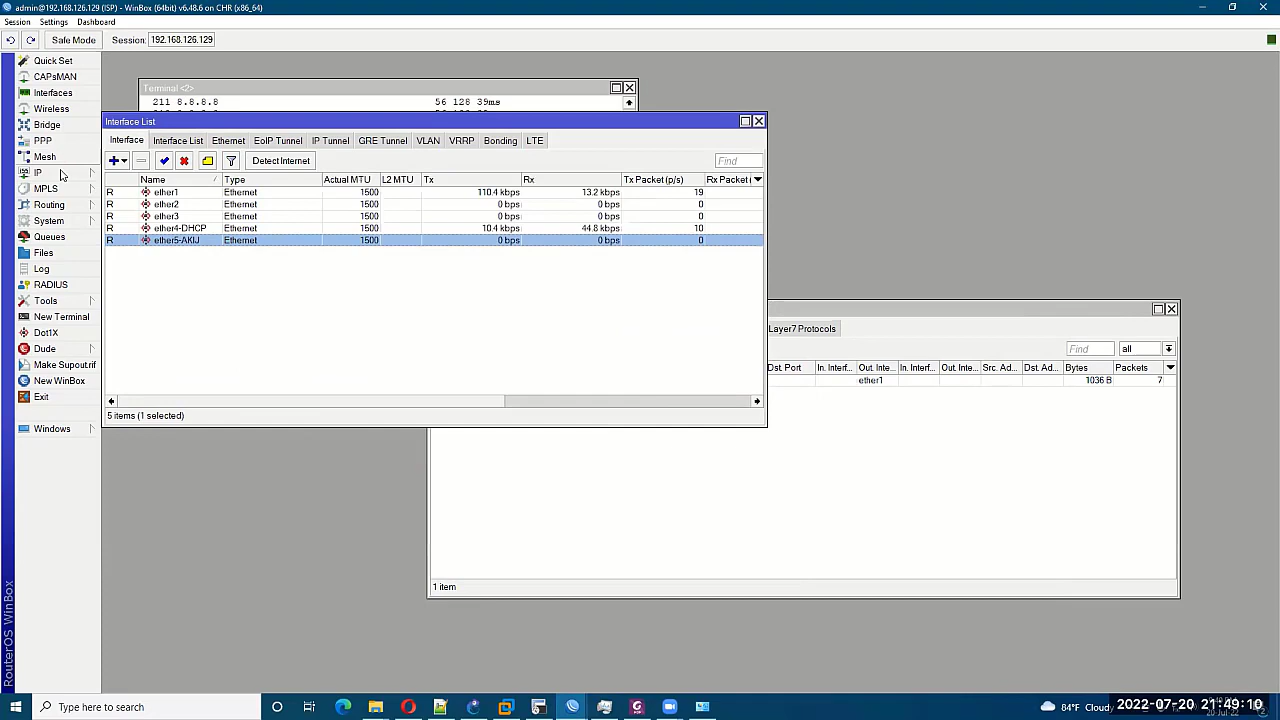 admin@192.168.126.129 (ISP) - WinBox (64bit) v6.48.6 on CHR (x86_64)
Session Settings Dashboard
Safe Mode Session: 192.168.126.129
Quick Set
CAPsMAN
Interfaces
Wireless
Bridge
PPP
Mesh
IP
MPLS
Routing
System
Queues
Files
Log
RADIUS
Tools
New Terminal
Dot1X
Dude
Make Supout.rif
New WinBox
Exit
Windows
RouterOS WinBox
Terminal <2>
211 8.8.8.8 56 128 39ms
Interface List
Interface Interface List Ethernet EoIP Tunnel IP Tunnel GRE Tunnel VLAN VRRP Bonding LTE
Detect Internet Find
Name Type Actual MTU L2 MTU Tx Rx Tx Packet (p/s) Rx Packet (
R ether1 Ethernet 1500 110.4 kbps 13.2 kbps 19
R ether2 Ethernet 1500 0 bps 0 bps 0
R ether3 Ethernet 1500 0 bps 0 bps 0
R ether4-DHCP Ethernet 1500 10.4 kbps 44.8 kbps 10
R ether5-AKIJ Ethernet 1500 0 bps 0 bps 0
5 items (1 selected)
Layer7 Protocols
Find all
Dst. Port In. Interf... Out. Inte... In. Interf... Out. Inte... Src. Ad... Dst. Ad... Bytes Packets
ether1 1036 B 7
1 item
Type here to search
84°F Cloudy
2022-07-20 21:49:10